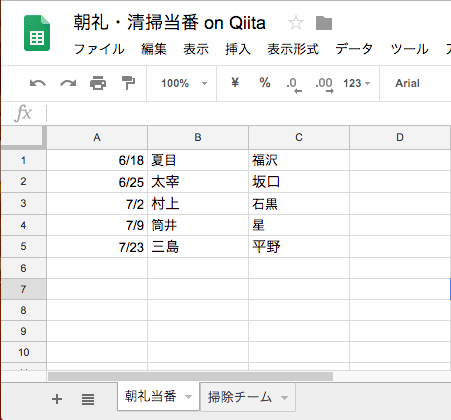 朝礼・清掃当番 on Qiita
ファイル 編集 表示 挿入 表示形式 データ ツール
100% ¥ % .0 .00 123 Arial
fx
A B C D
1 6/18 夏目 福沢
2 6/25 太宰 坂口
3 7/2 村上 石黒
4 7/9 筒井 星
5 7/23 三島 平野
6
7
8
9
10
朝礼当番 掃除チーム